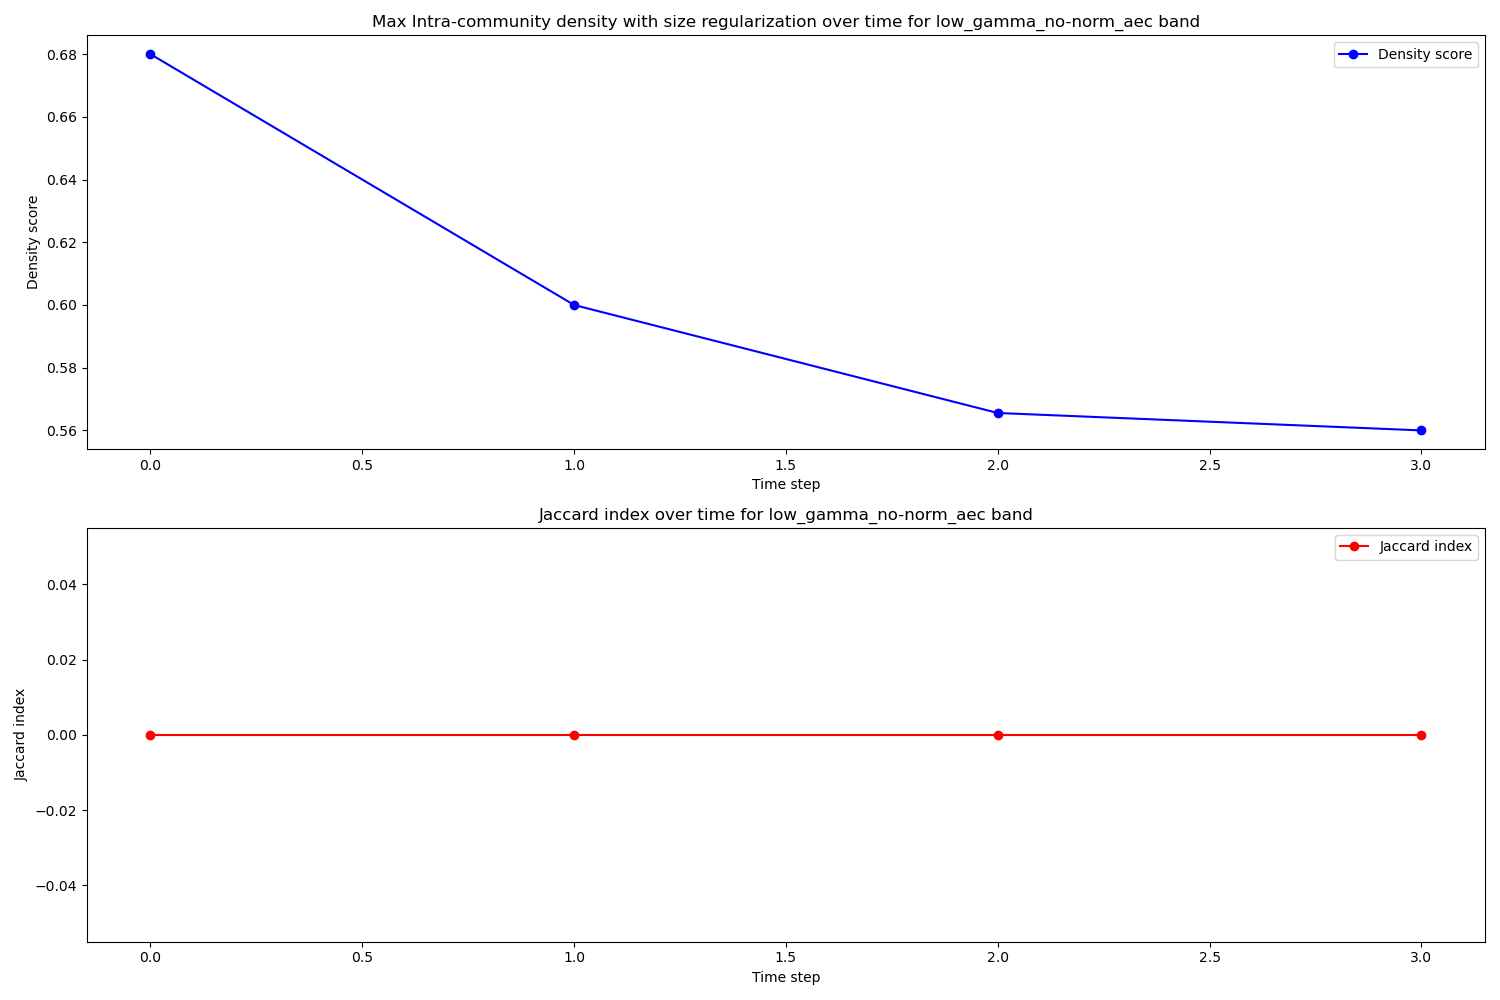 Max Intra-community density with size regularization over time for low_gamma_no-norm_aec band
Density score
0.68
0.66
0.64
0.62
0.60
0.58
0.56
Density score
0.0 0.5 1.0 1.5 2.0 2.5 3.0
Time step
Jaccard index over time for low_gamma_no-norm_aec band
Jaccard index
0.04
0.02
0.00
−0.02
−0.04
Jaccard index
0.0 0.5 1.0 1.5 2.0 2.5 3.0
Time step